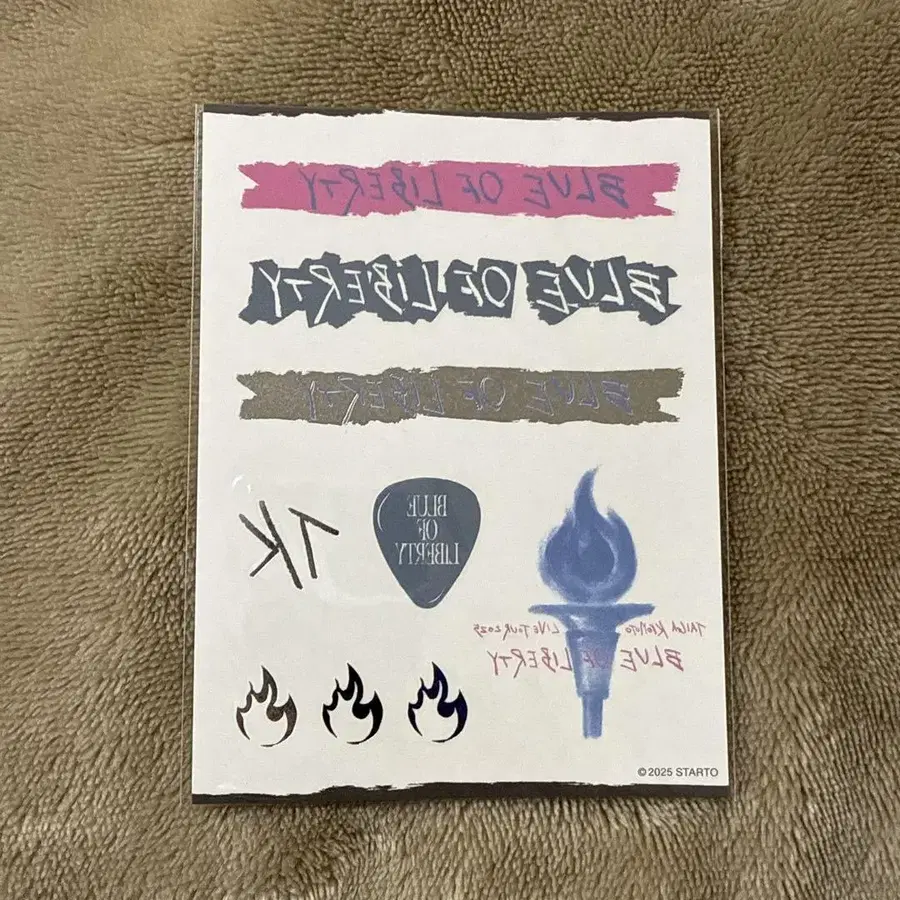 BLUE OF LIBERTY
BLUE OF LIBERTY
BLUE OF LIBERTY
TK
BLUE
OF
LIBERTY
TAIGA KYOMOTO LIVE TOUR 2025
BLUE OF LIBERTY
©2025 STARTO